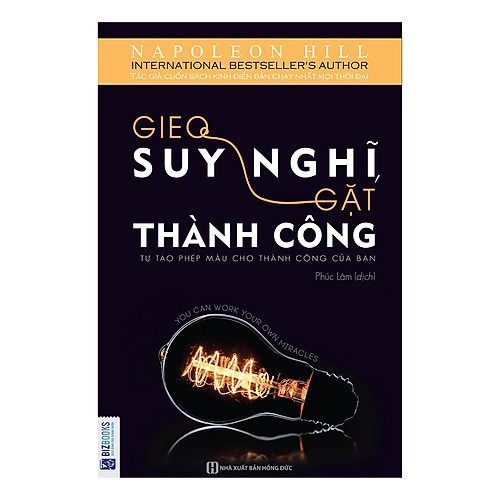 NAPOLEON HILL
INTERNATIONAL BESTSELLER'S AUTHOR
TÁC GIẢ CUỐN SÁCH KINH ĐIỂN BÁN CHẠY NHẤT MỌI THỜI ĐẠI
GIEO
SUY NGHĨ,
GẶT
THÀNH CÔNG
TỰ TẠO PHÉP MÀU CHO THÀNH CÔNG CỦA BẠN
Phúc Lâm (dịch)
YOU CAN WORK YOUR OWN MIRACLES
BIZBOOKS
NHÀ XUẤT BẢN HỒNG ĐỨC